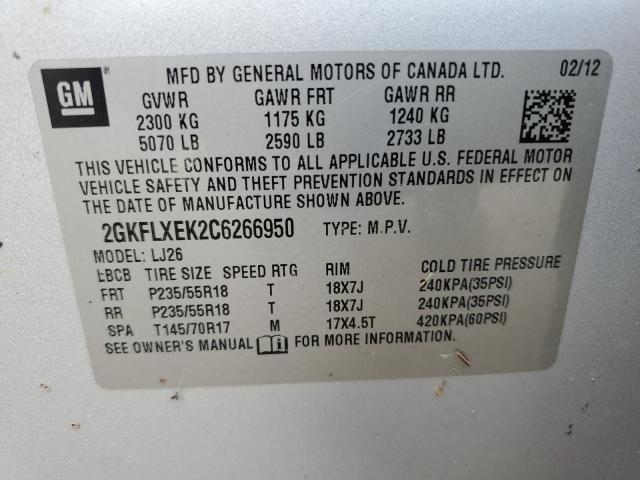 GM MFD BY GENERAL MOTORS OF CANADA LTD. 02/12
GVWR GAWR FRT GAWR RR
2300 KG 1175 KG 1240 KG
5070 LB 2590 LB 2733 LB
THIS VEHICLE CONFORMS TO ALL APPLICABLE U.S. FEDERAL MOTOR
VEHICLE SAFETY AND THEFT PREVENTION STANDARDS IN EFFECT ON
THE DATE OF MANUFACTURE SHOWN ABOVE.
2GKFLXEK2C6266950 TYPE: M.P.V.
MODEL: LJ26
LBCB TIRE SIZE SPEED RTG RIM COLD TIRE PRESSURE
FRT P235/55R18 T 18X7J 240KPA(35PSI)
RR P235/55R18 T 18X7J 240KPA(35PSI)
SPA T145/70R17 M 17X4.5T 420KPA(60PSI)
SEE OWNER'S MANUAL FOR MORE INFORMATION.